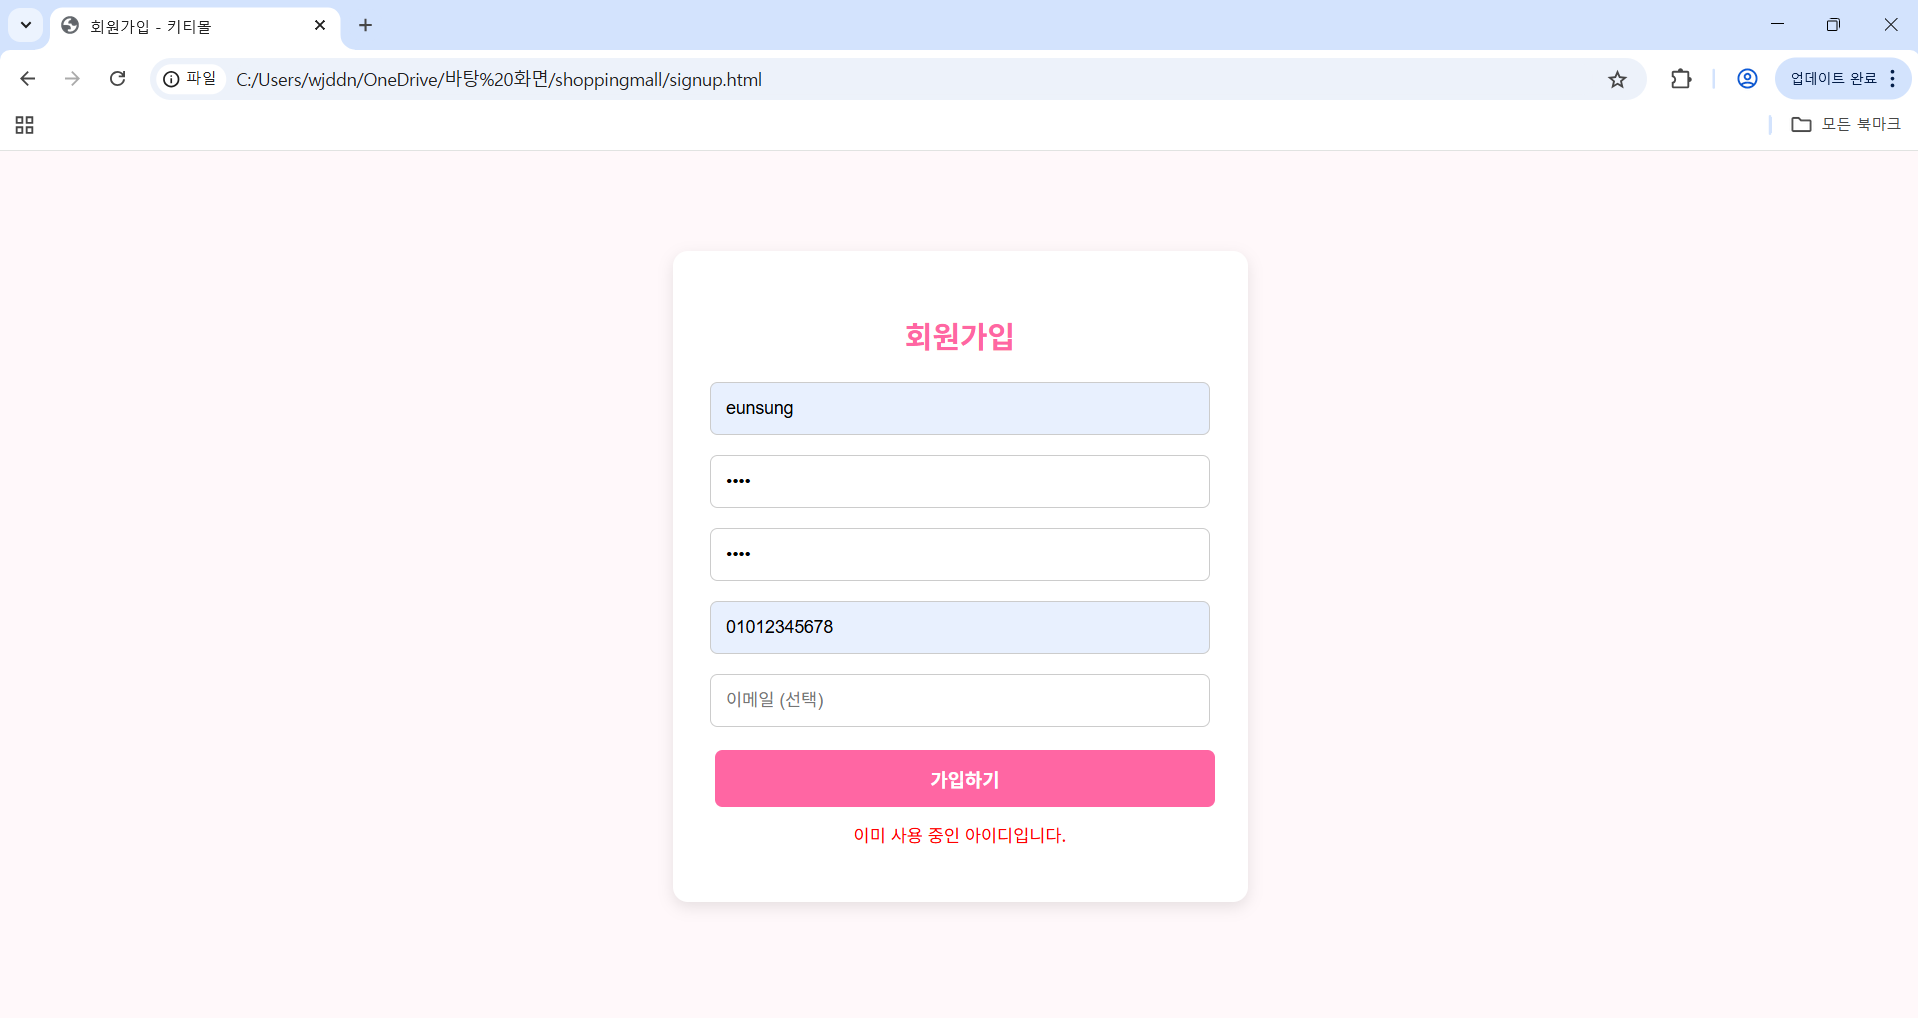 회원가입 - 키티몰
파일 C:/Users/wjddn/OneDrive/바탕%20화면/shoppingmall/signup.html
업데이트 완료
모든 북마크
회원가입
eunsung
••••
••••
01012345678
이메일 (선택)
가입하기
이미 사용 중인 아이디입니다.